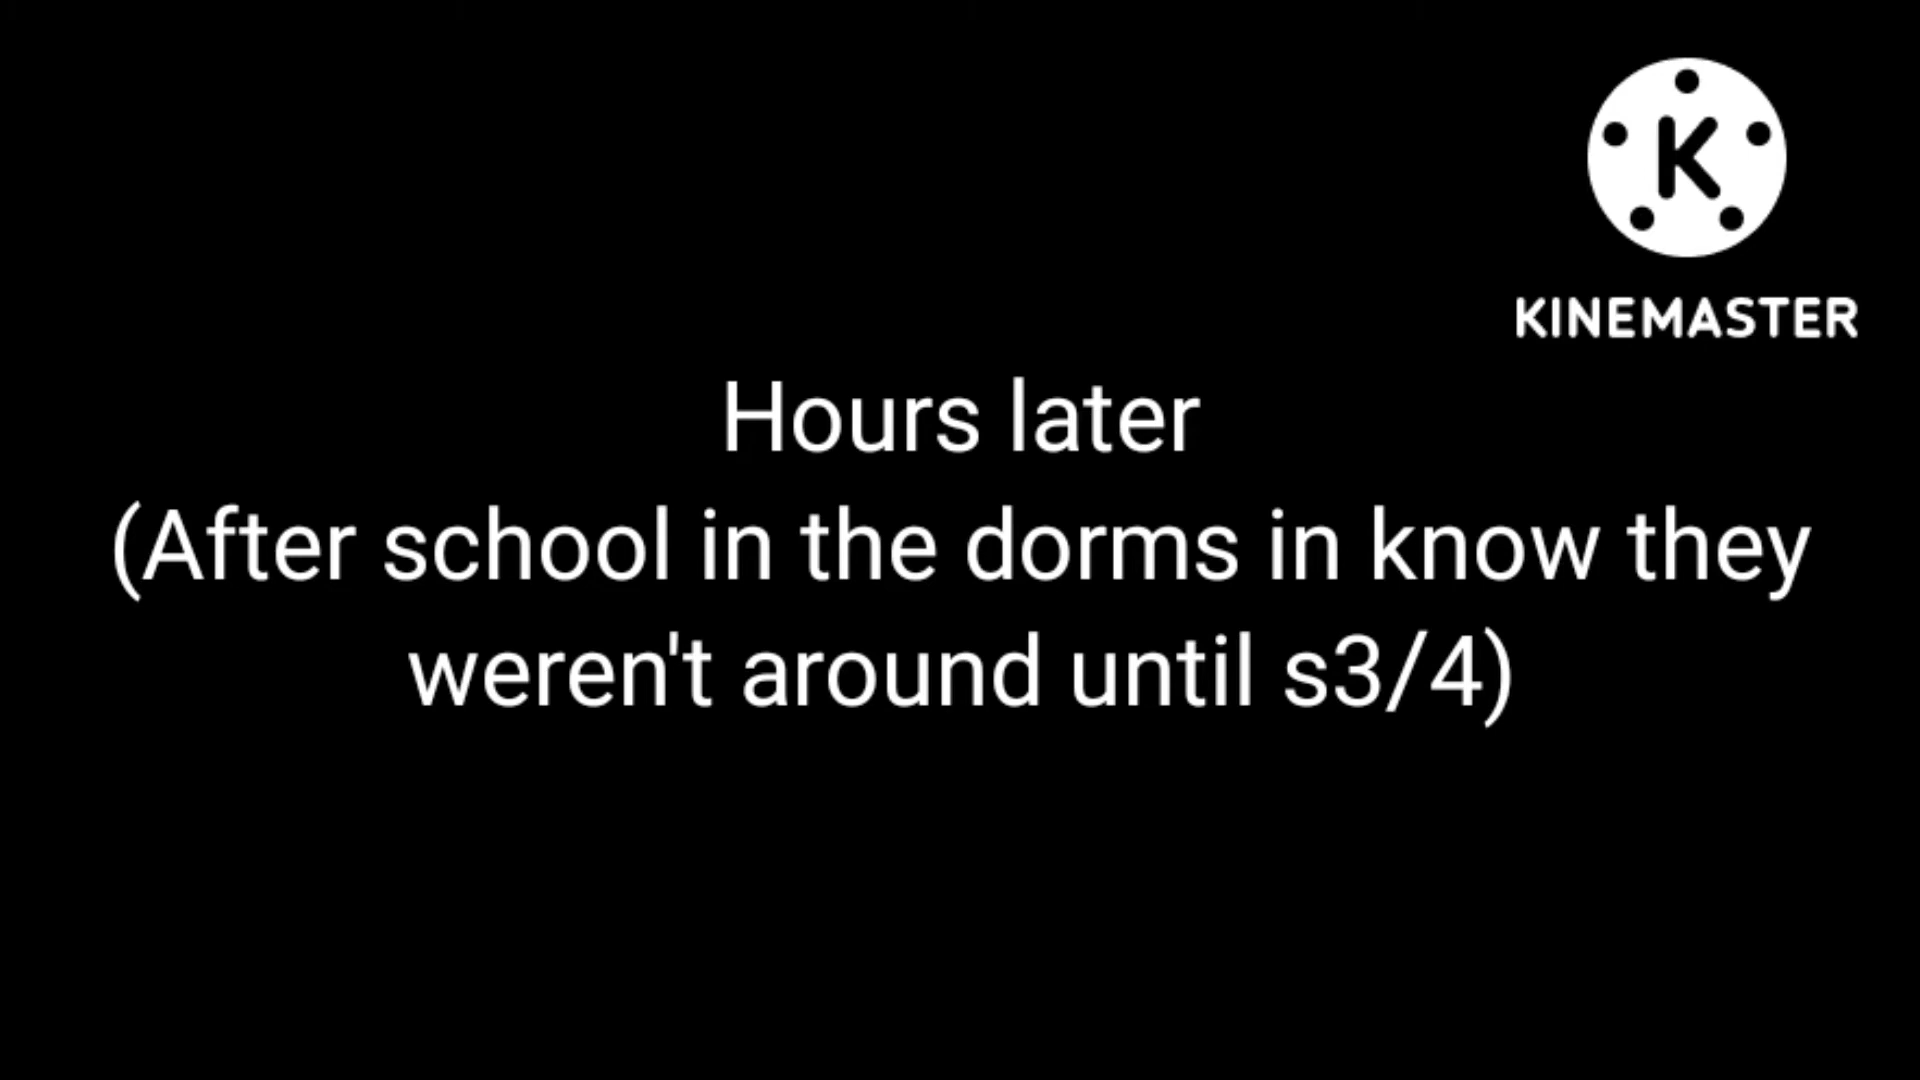 K
KINEMASTER
Hours later
(After school in the dorms in know they
weren't around until s3/4)